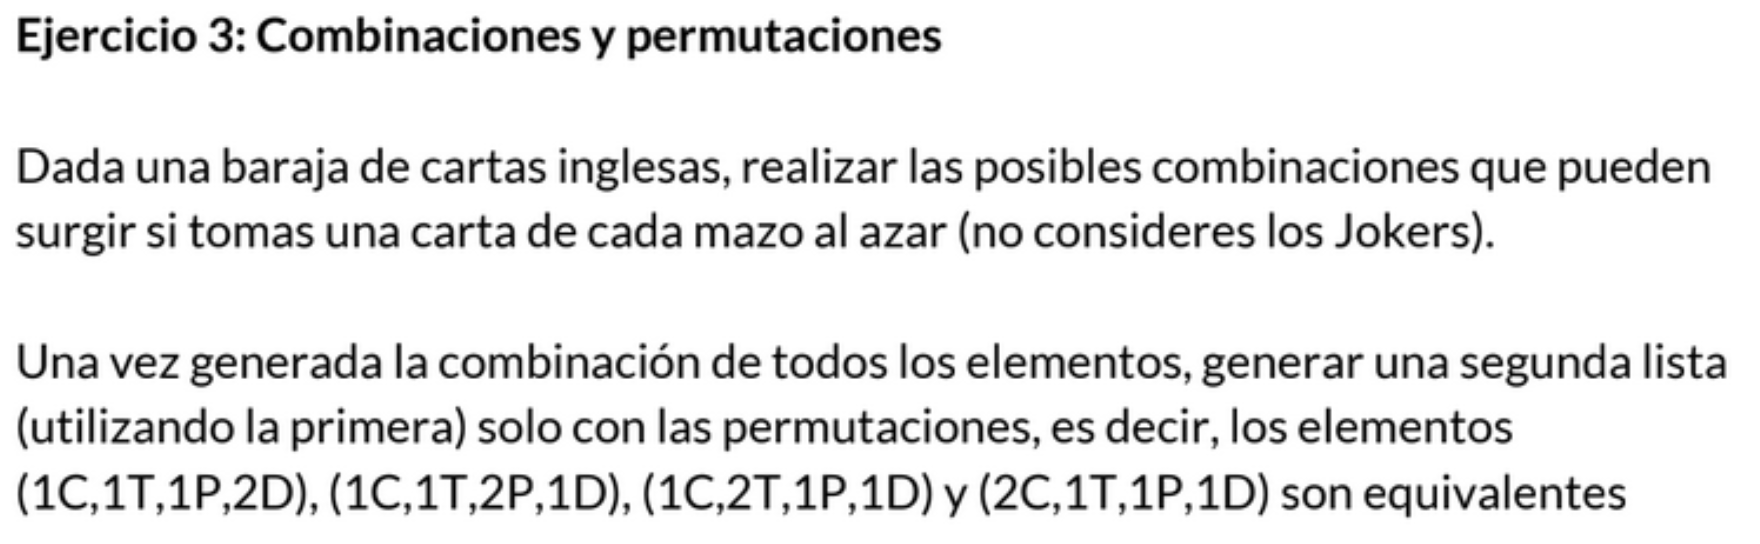 Ejercicio 3: Combinaciones y permutaciones
Dada una baraja de cartas inglesas, realizar las posibles combinaciones que pueden
surgir si tomas una carta de cada mazo al azar (no consideres los Jokers).
Una vez generada la combinación de todos los elementos, generar una segunda lista
(utilizando la primera) solo con las permutaciones, es decir, los elementos
(1C,1T,1P,2D), (1C,1T,2P,1D), (1C,2T,1P,1D) y (2C,1T,1P,1D) son equivalentes